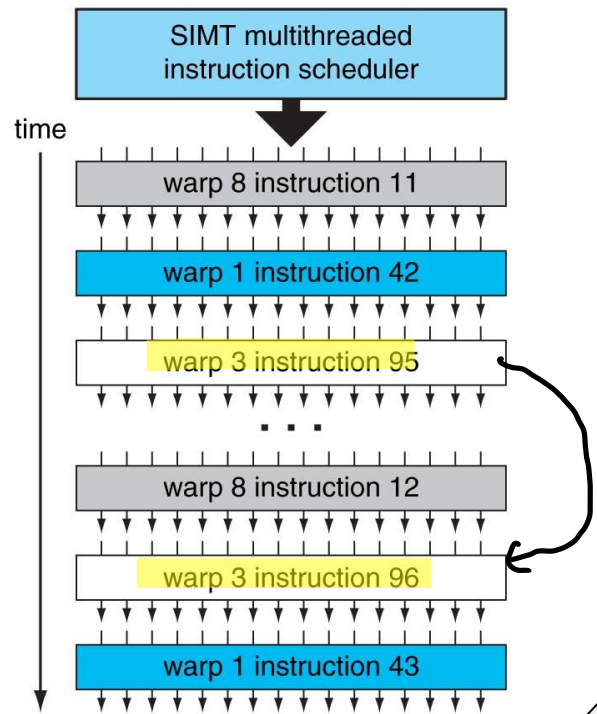 SIMT multithreaded
instruction scheduler
time
warp 8 instruction 11
warp 1 instruction 42
warp 3 instruction 95
. . .
warp 8 instruction 12
warp 3 instruction 96
warp 1 instruction 43